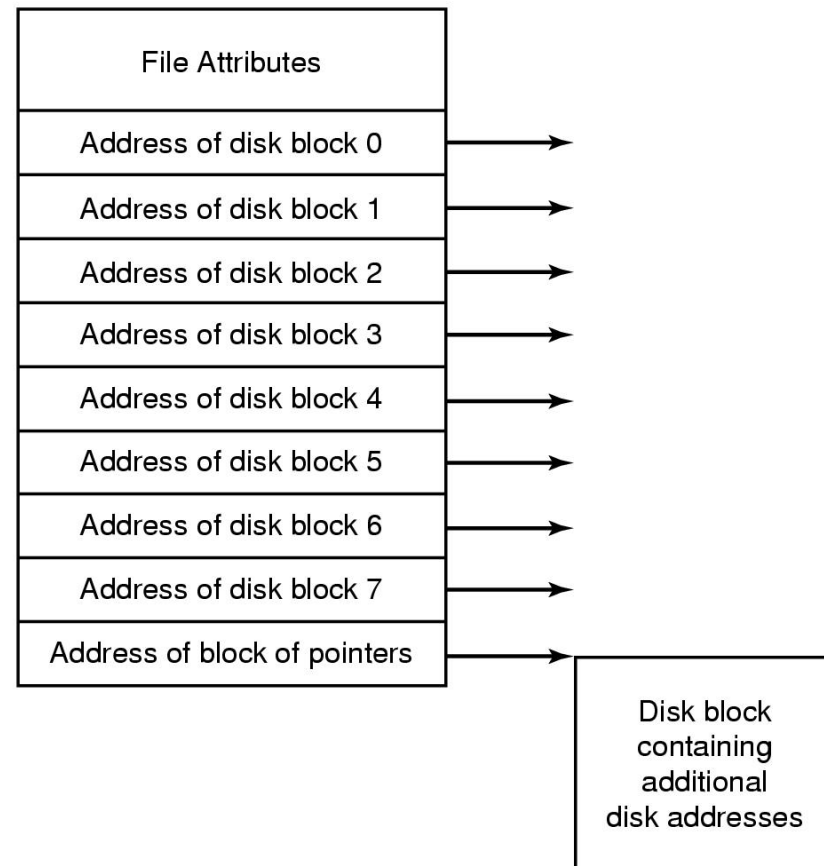 File Attributes
Address of disk block 0
Address of disk block 1
Address of disk block 2
Address of disk block 3
Address of disk block 4
Address of disk block 5
Address of disk block 6
Address of disk block 7
Address of block of pointers
Disk block
containing
additional
disk addresses